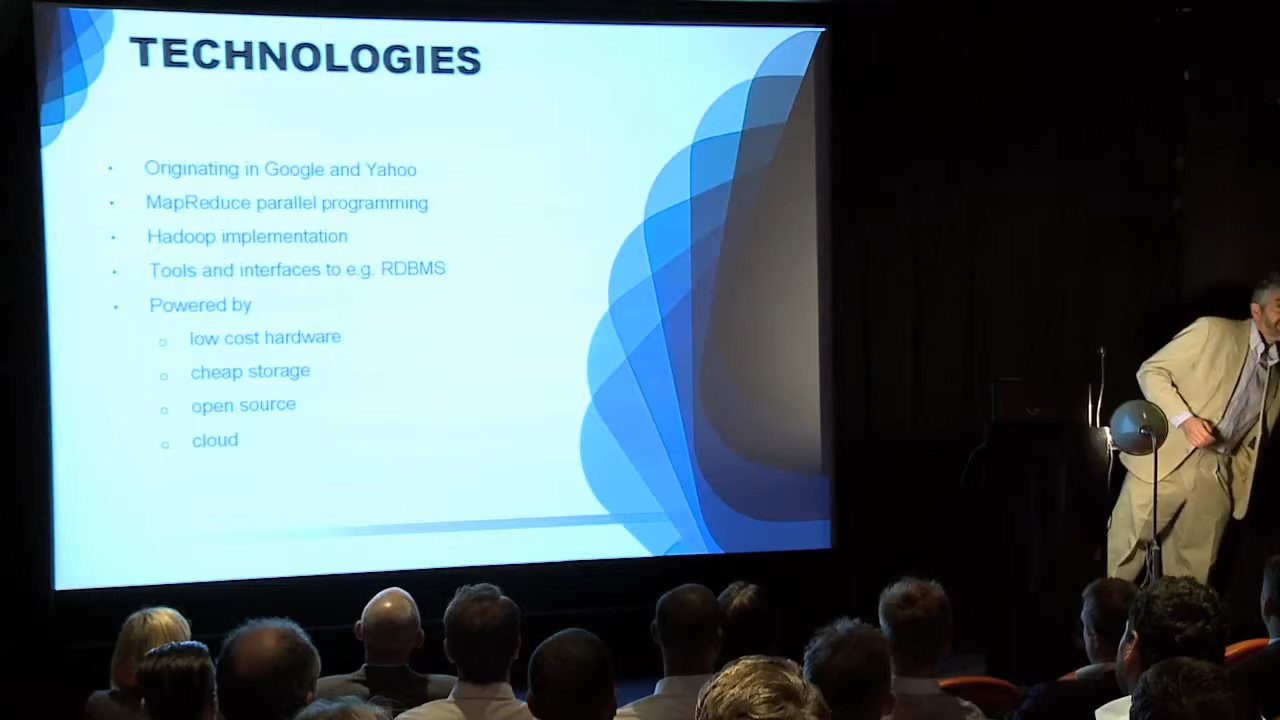 TECHNOLOGIES
• Originating in Google and Yahoo
• MapReduce parallel programming
• Hadoop implementation
• Tools and interfaces to e.g. RDBMS
• Powered by
o low cost hardware
o cheap storage
o open source
o cloud